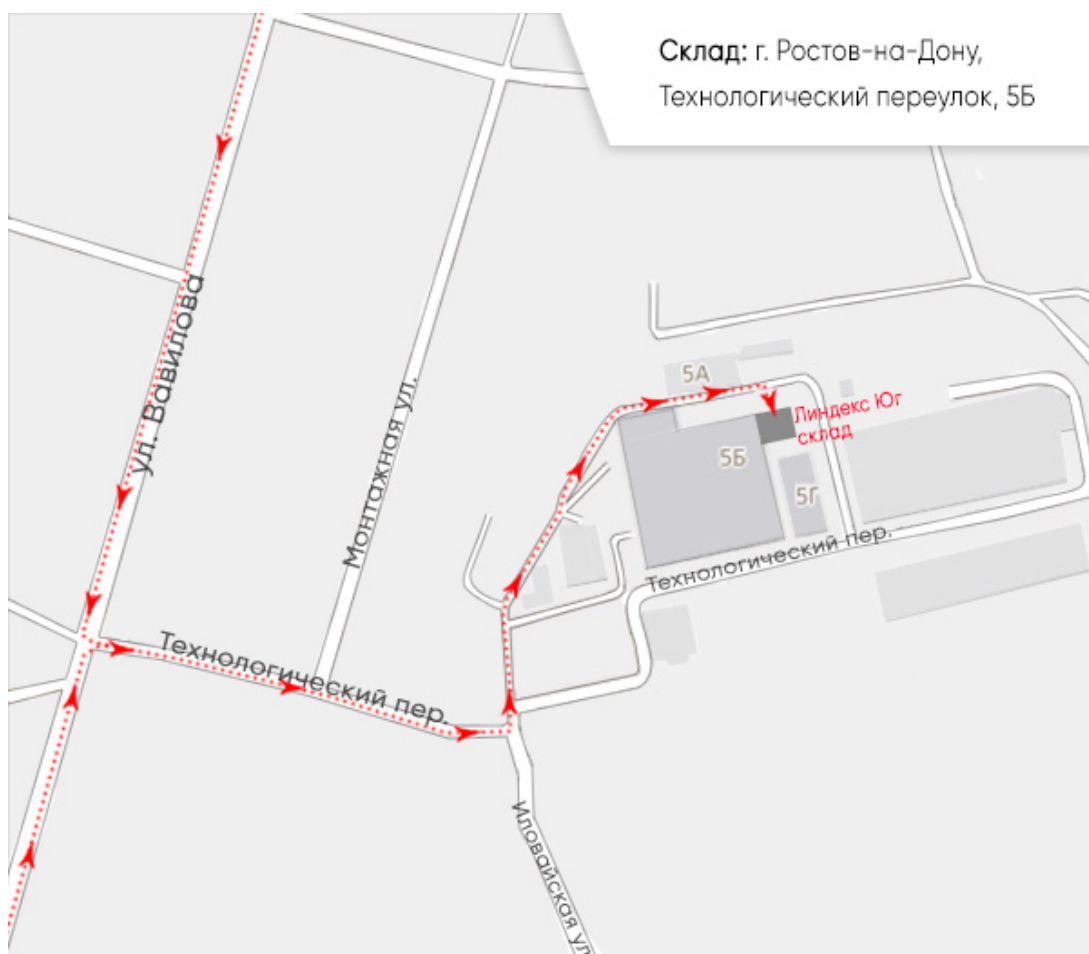 Склад: г. Ростов-на-Дону,
Технологический переулок, 5Б
ул. Вавилова
Монтажная ул.
5А
Линдекс Юг
склад
5Б
5Г
Технологический пер.
Технологический пер.
Иловайская ул